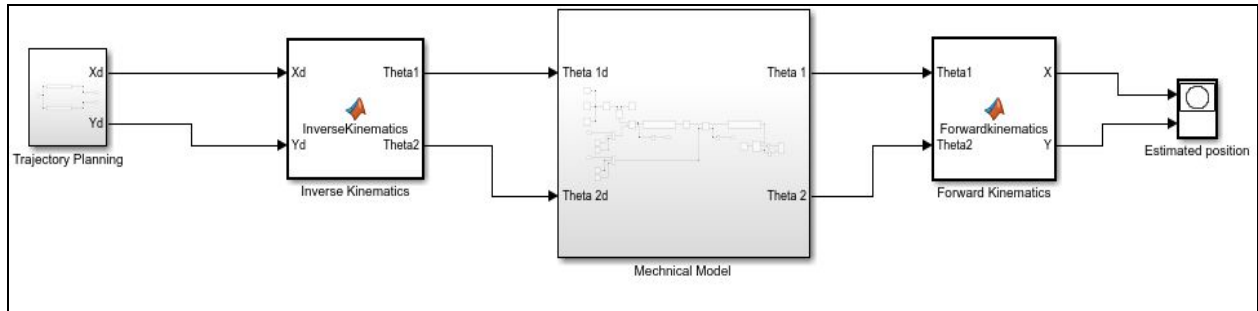 Xd
Yd
Trajectory Planning
Xd
Yd
InverseKinematics
Theta1
Theta2
Inverse Kinematics
Theta 1d
Theta 2d
Theta 1
Theta 2
Mechnical Model
Theta1
Theta2
Forwardkinematics
X
Y
Forward Kinematics
Estimated position